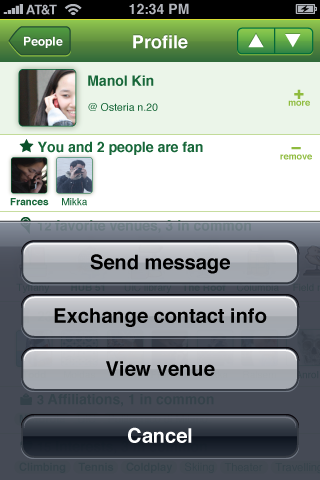 AT&T 12:34 PM
People Profile
Manol Kin
@ Osteria n.20
more
You and 2 people are fan
remove
Frances Mikka
12 favorite venues, 3 in common
Send message
Exchange contact info
View venue
3 Affiliations, 1 in common
Cancel
Climbing Tennis Coldplay Skiing Theatre Traveling